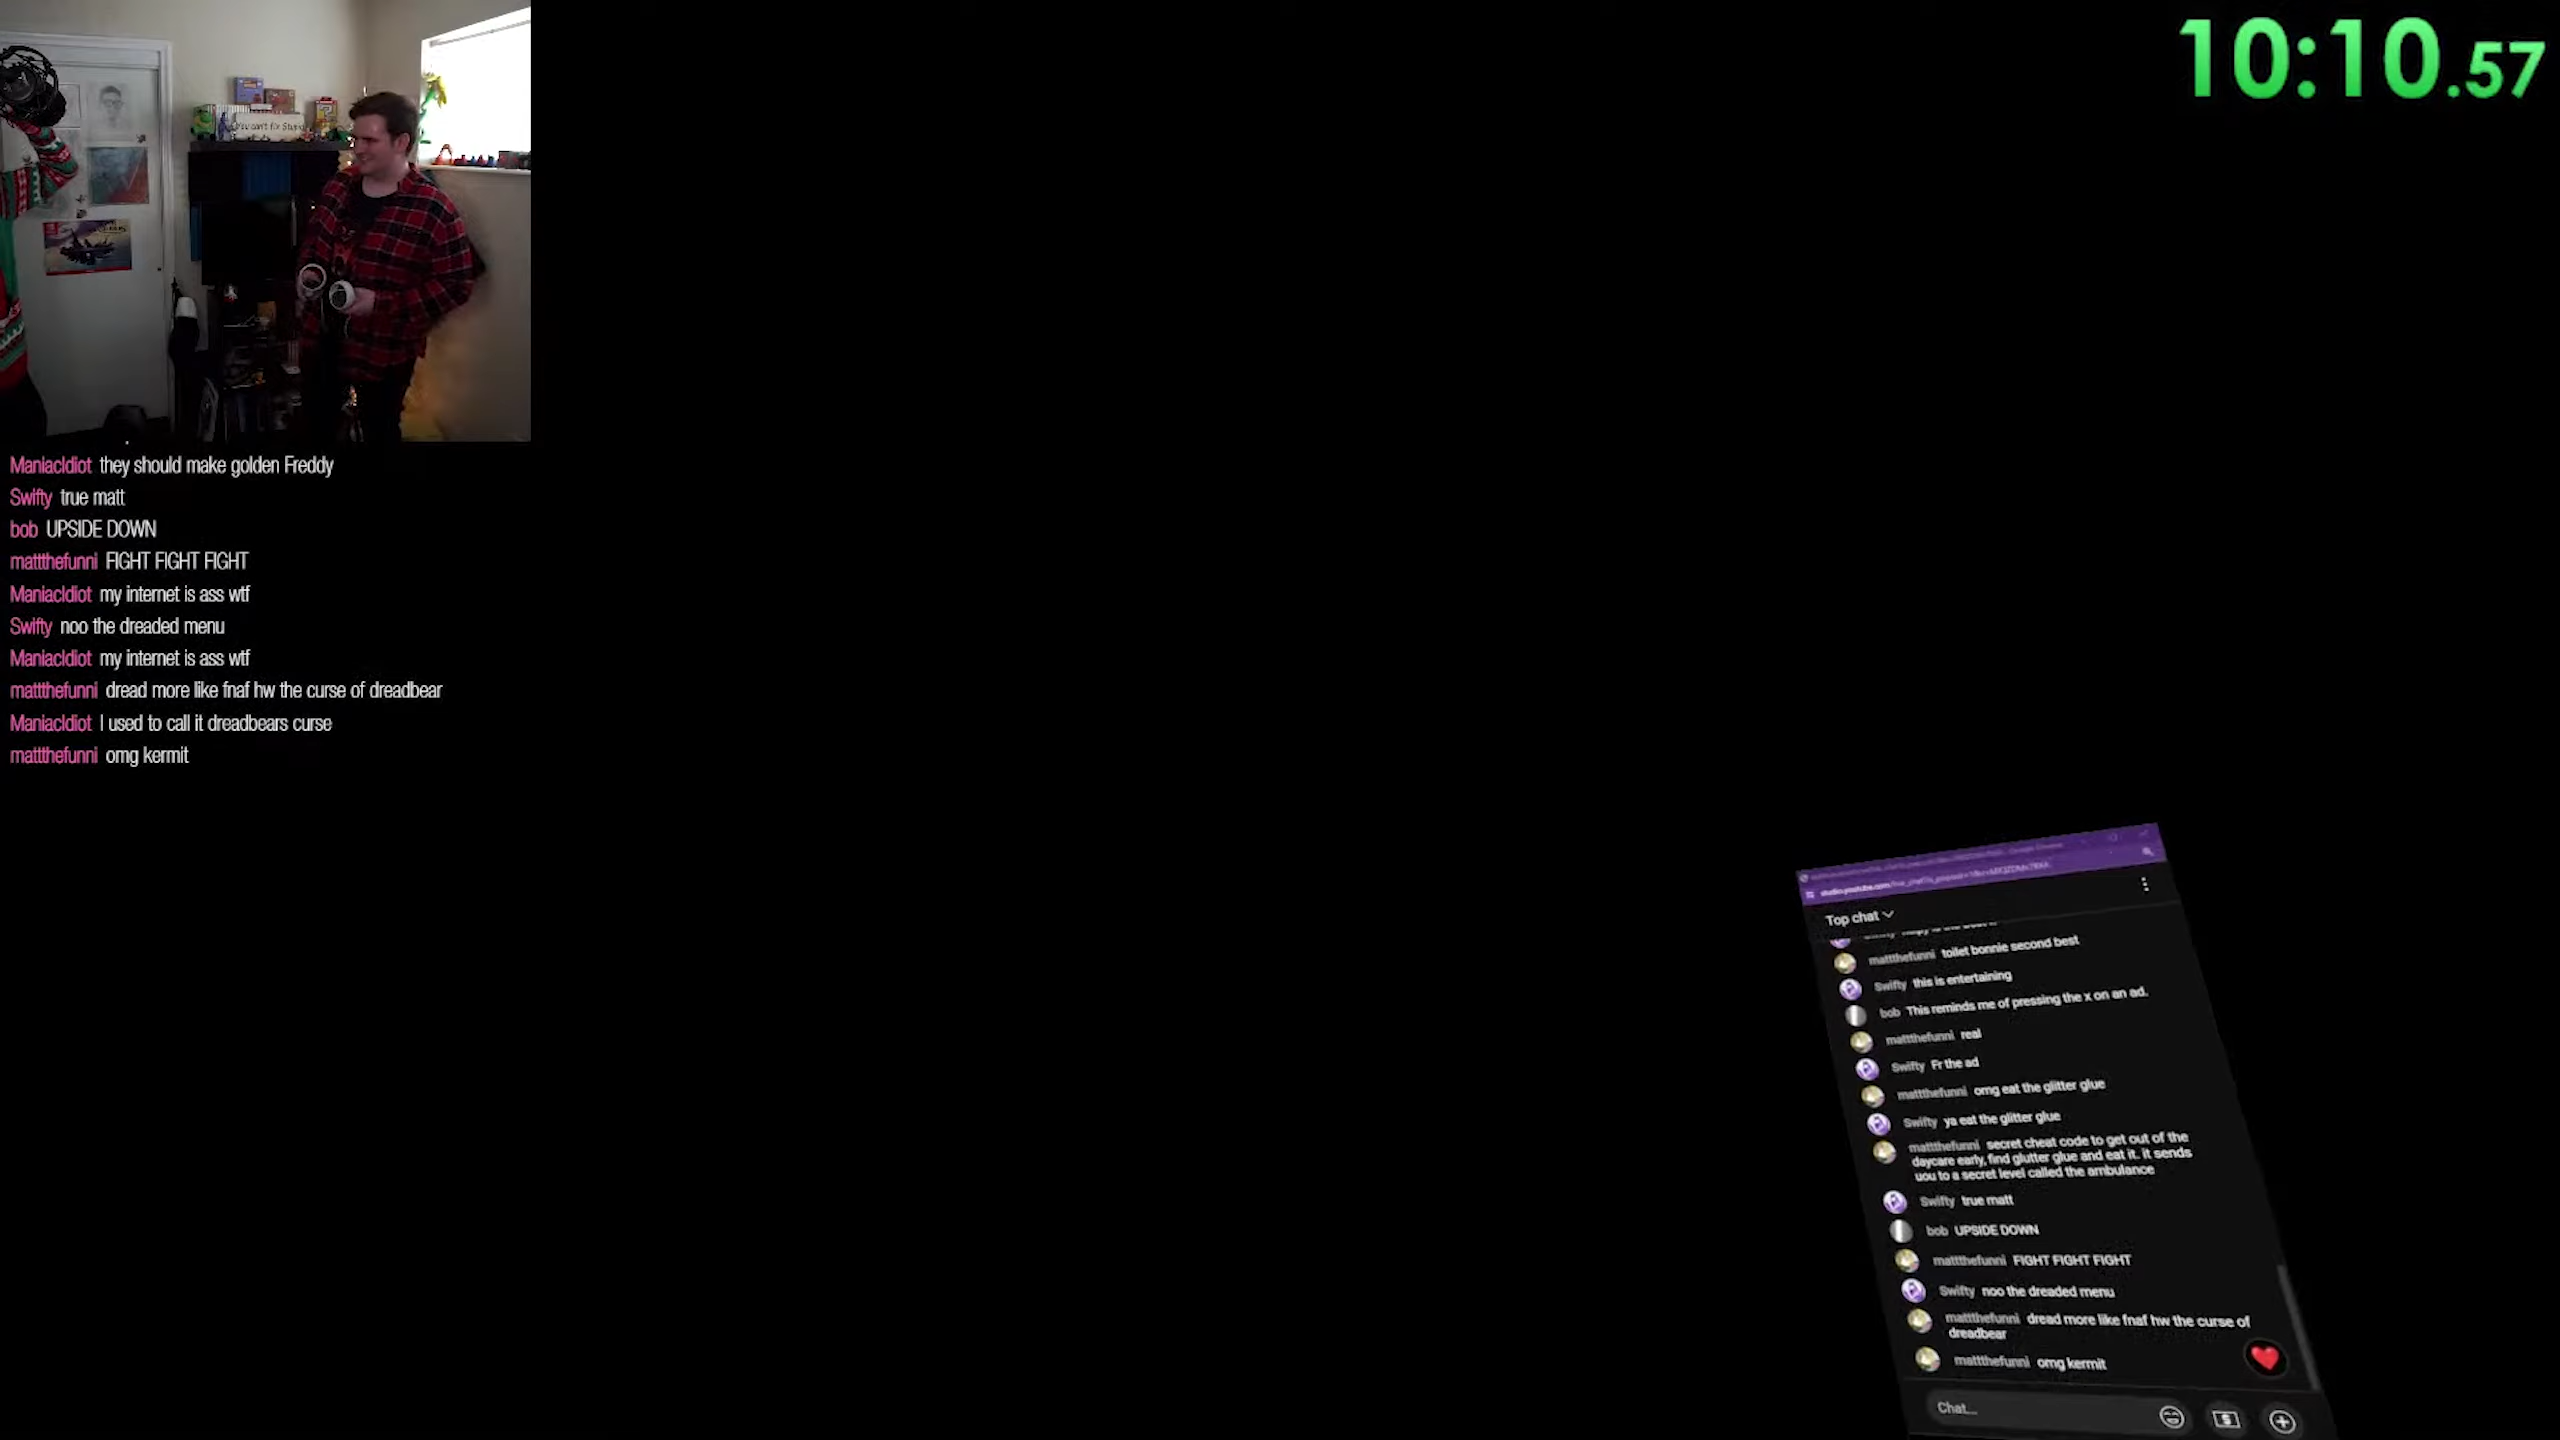 10:10.57
You can't fix Stupid
ManiacIdiot they should make golden Freddy
Swifty true matt
bob UPSIDE DOWN
mattthefunni FIGHT FIGHT FIGHT
ManiacIdiot my internet is ass wtf
Swifty noo the dreaded menu
ManiacIdiot my internet is ass wtf
mattthefunni dread more like fnaf hw the curse of dreadbear
ManiacIdiot I used to call it dreadbears curse
mattthefunni omg kermit
Top chat
mattthefunni toilet bonnie second best
Swifty this is entertaining
bob This reminds me of pressing the x on an ad.
mattthefunni real
Swifty Fr the ad
mattthefunni omg eat the glitter glue
Swifty ya eat the glitter glue
mattthefunni secret cheat code to get out of the
daycare early, find glutter glue and eat it. it sends
uou to a secret level called the ambulance
Swifty true matt
bob UPSIDE DOWN
mattthefunni FIGHT FIGHT FIGHT
Swifty noo the dreaded menu
mattthefunni dread more like fnaf hw the curse of
dreadbear
mattthefunni omg kermit
Chat...